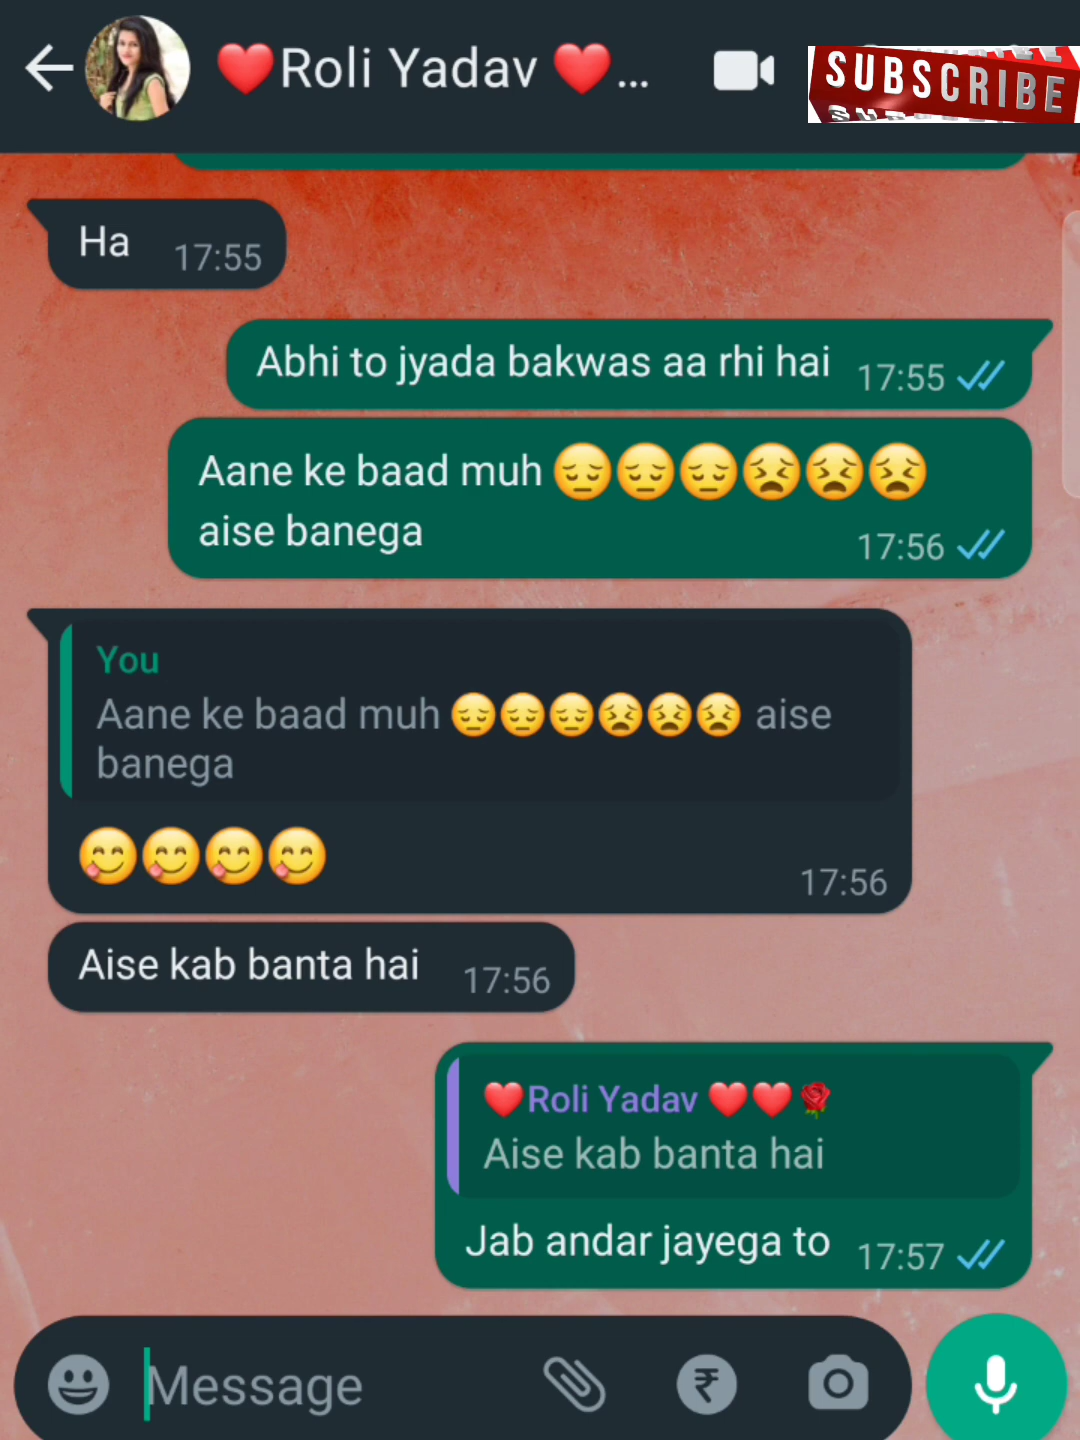 ❤️Roli Yadav ❤️...
SUBSCRIBE
Ha 17:55
Abhi to jyada bakwas aa rhi hai 17:55
Aane ke baad muh 😔😔😔😣😣😣
aise banega 17:56
You
Aane ke baad muh 😔😔😔😣😣😣 aise
banega
😋😋😋😋 17:56
Aise kab banta hai 17:56
❤️Roli Yadav ❤️❤️🌹
Aise kab banta hai
Jab andar jayega to 17:57
Message